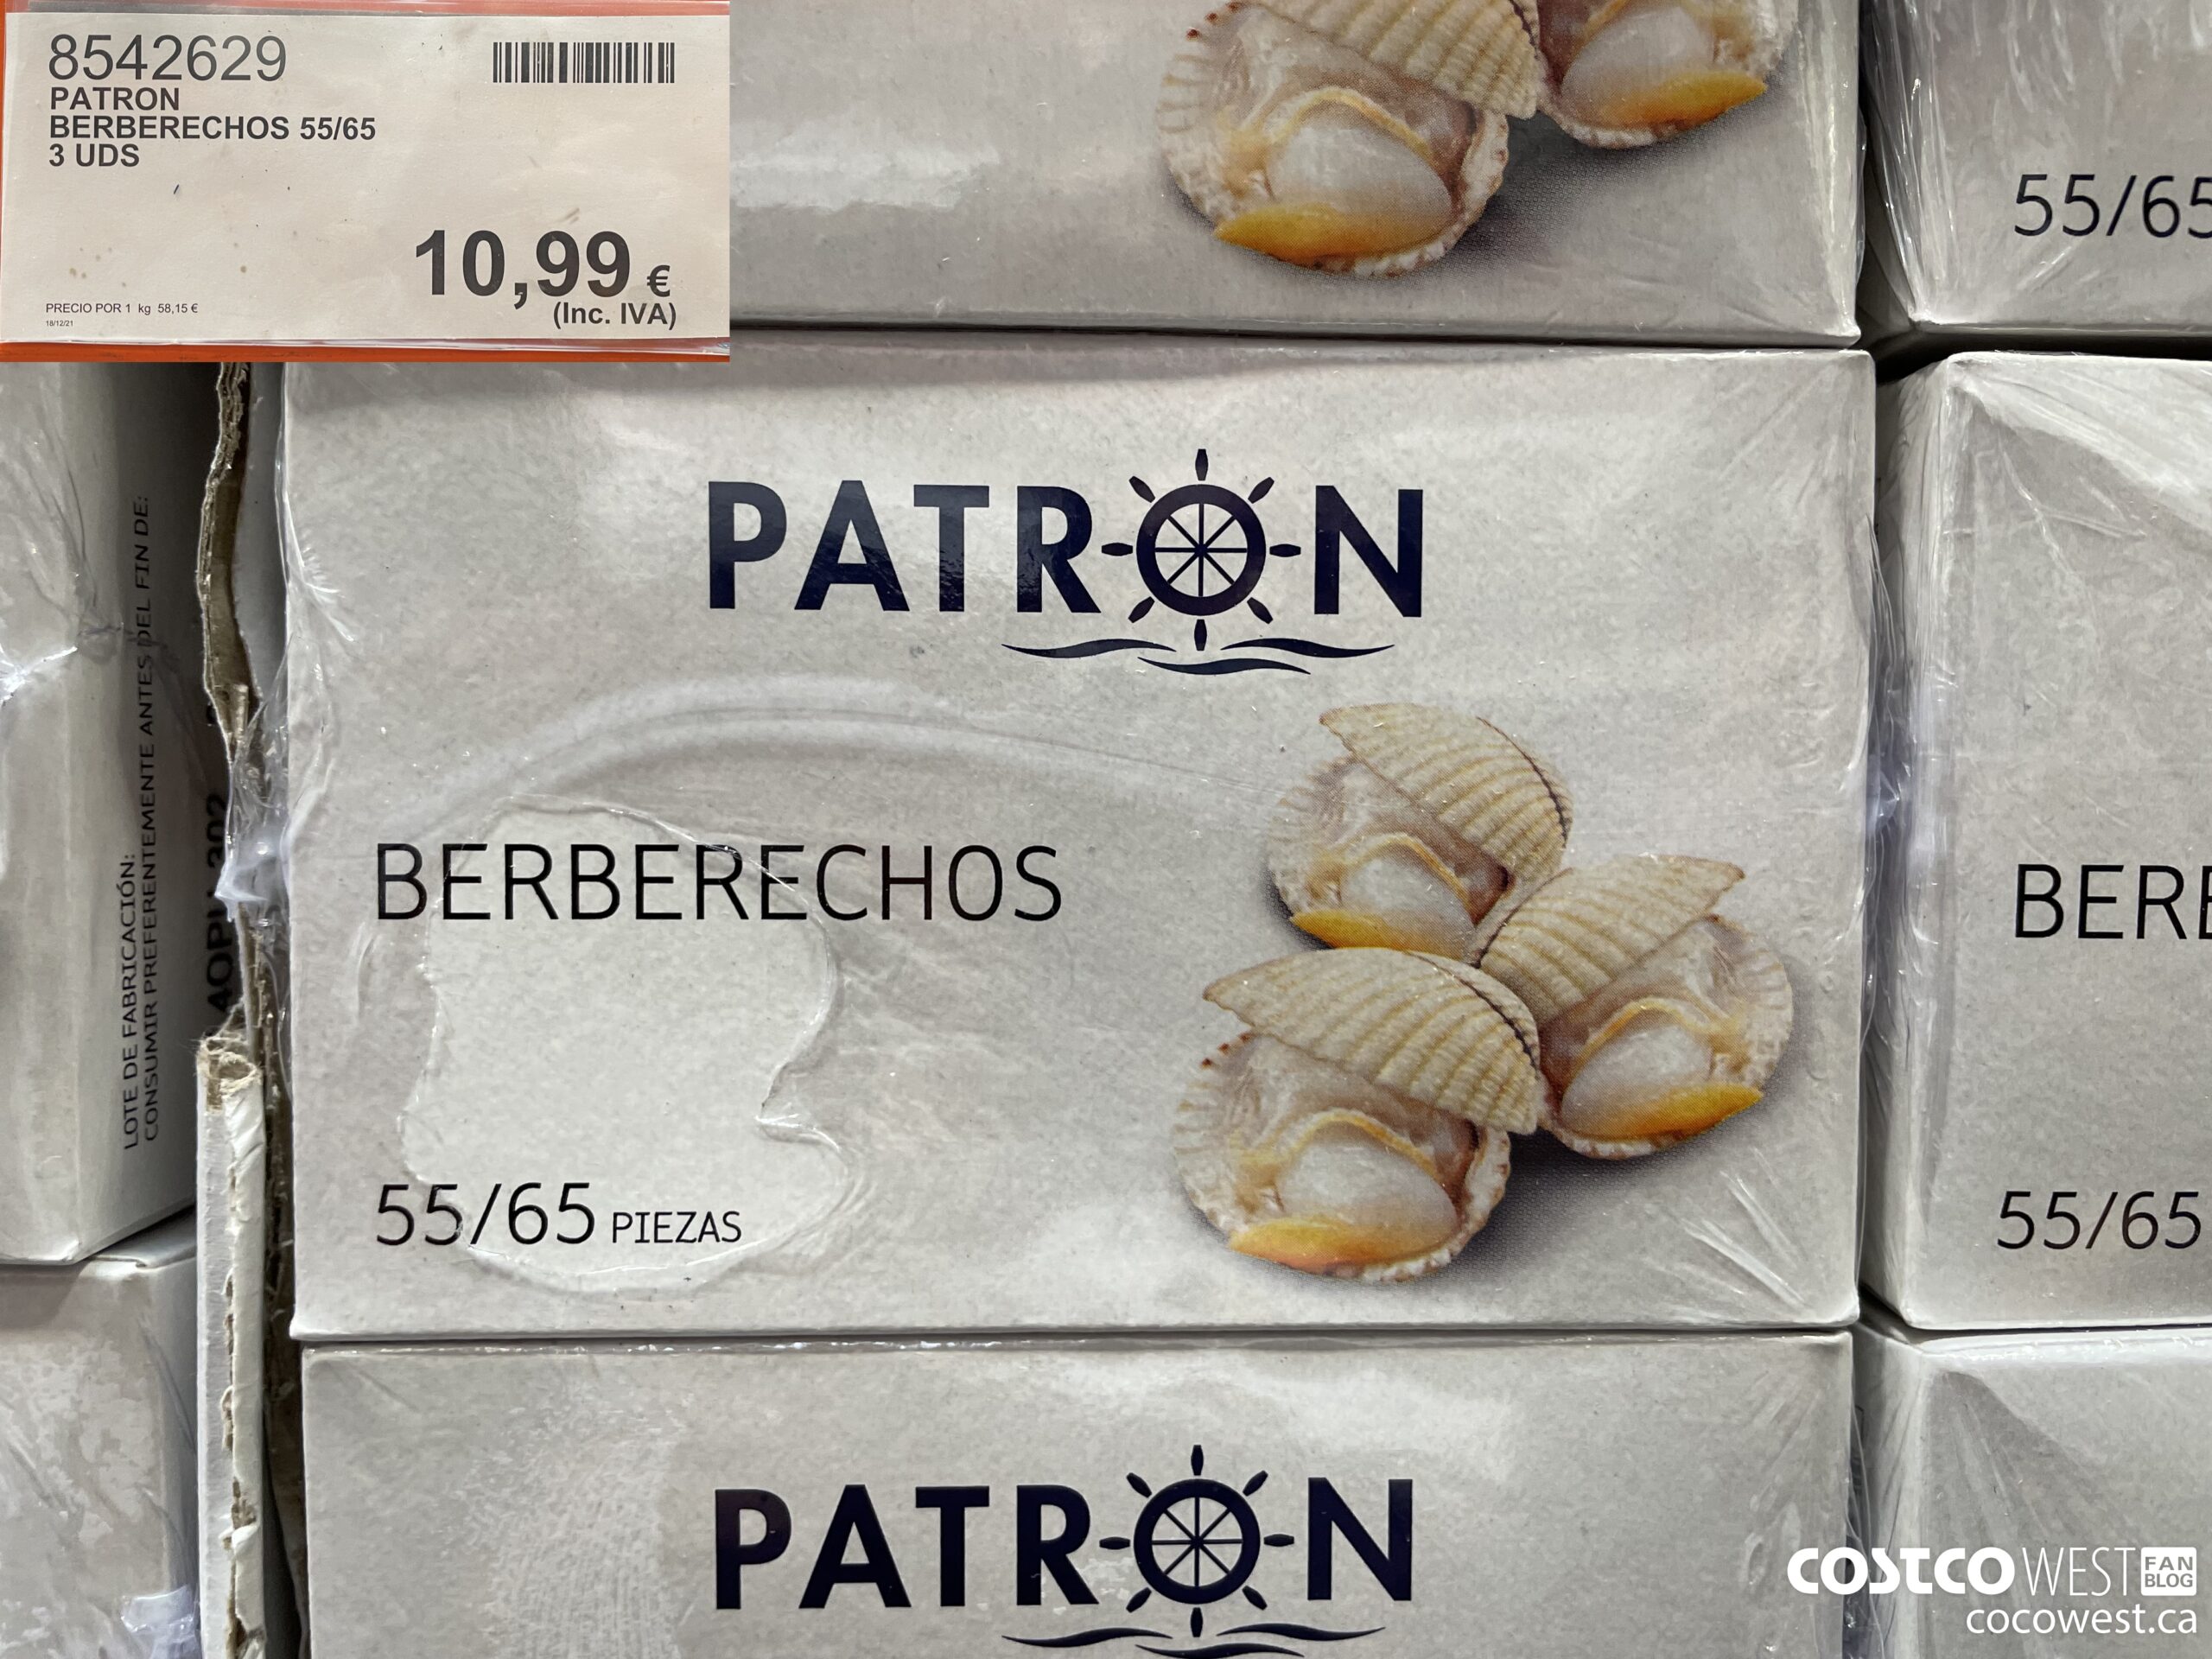 8542629
PATRON
BERBERECHOS 55/65
3 UDS
10,99 €
(Inc. IVA)
PRECIO POR 1 kg 58,15 €
18/12/21
55/65
PATRON
BERBERECHOS
55/65 PIEZAS
LOTE DE FABRICACIÓN:
CONSUMIR PREFERENTEMENTE ANTES DEL FIN DE:
55/65
PATRON
COSTCO WEST FAN BLOG
cocowest.ca